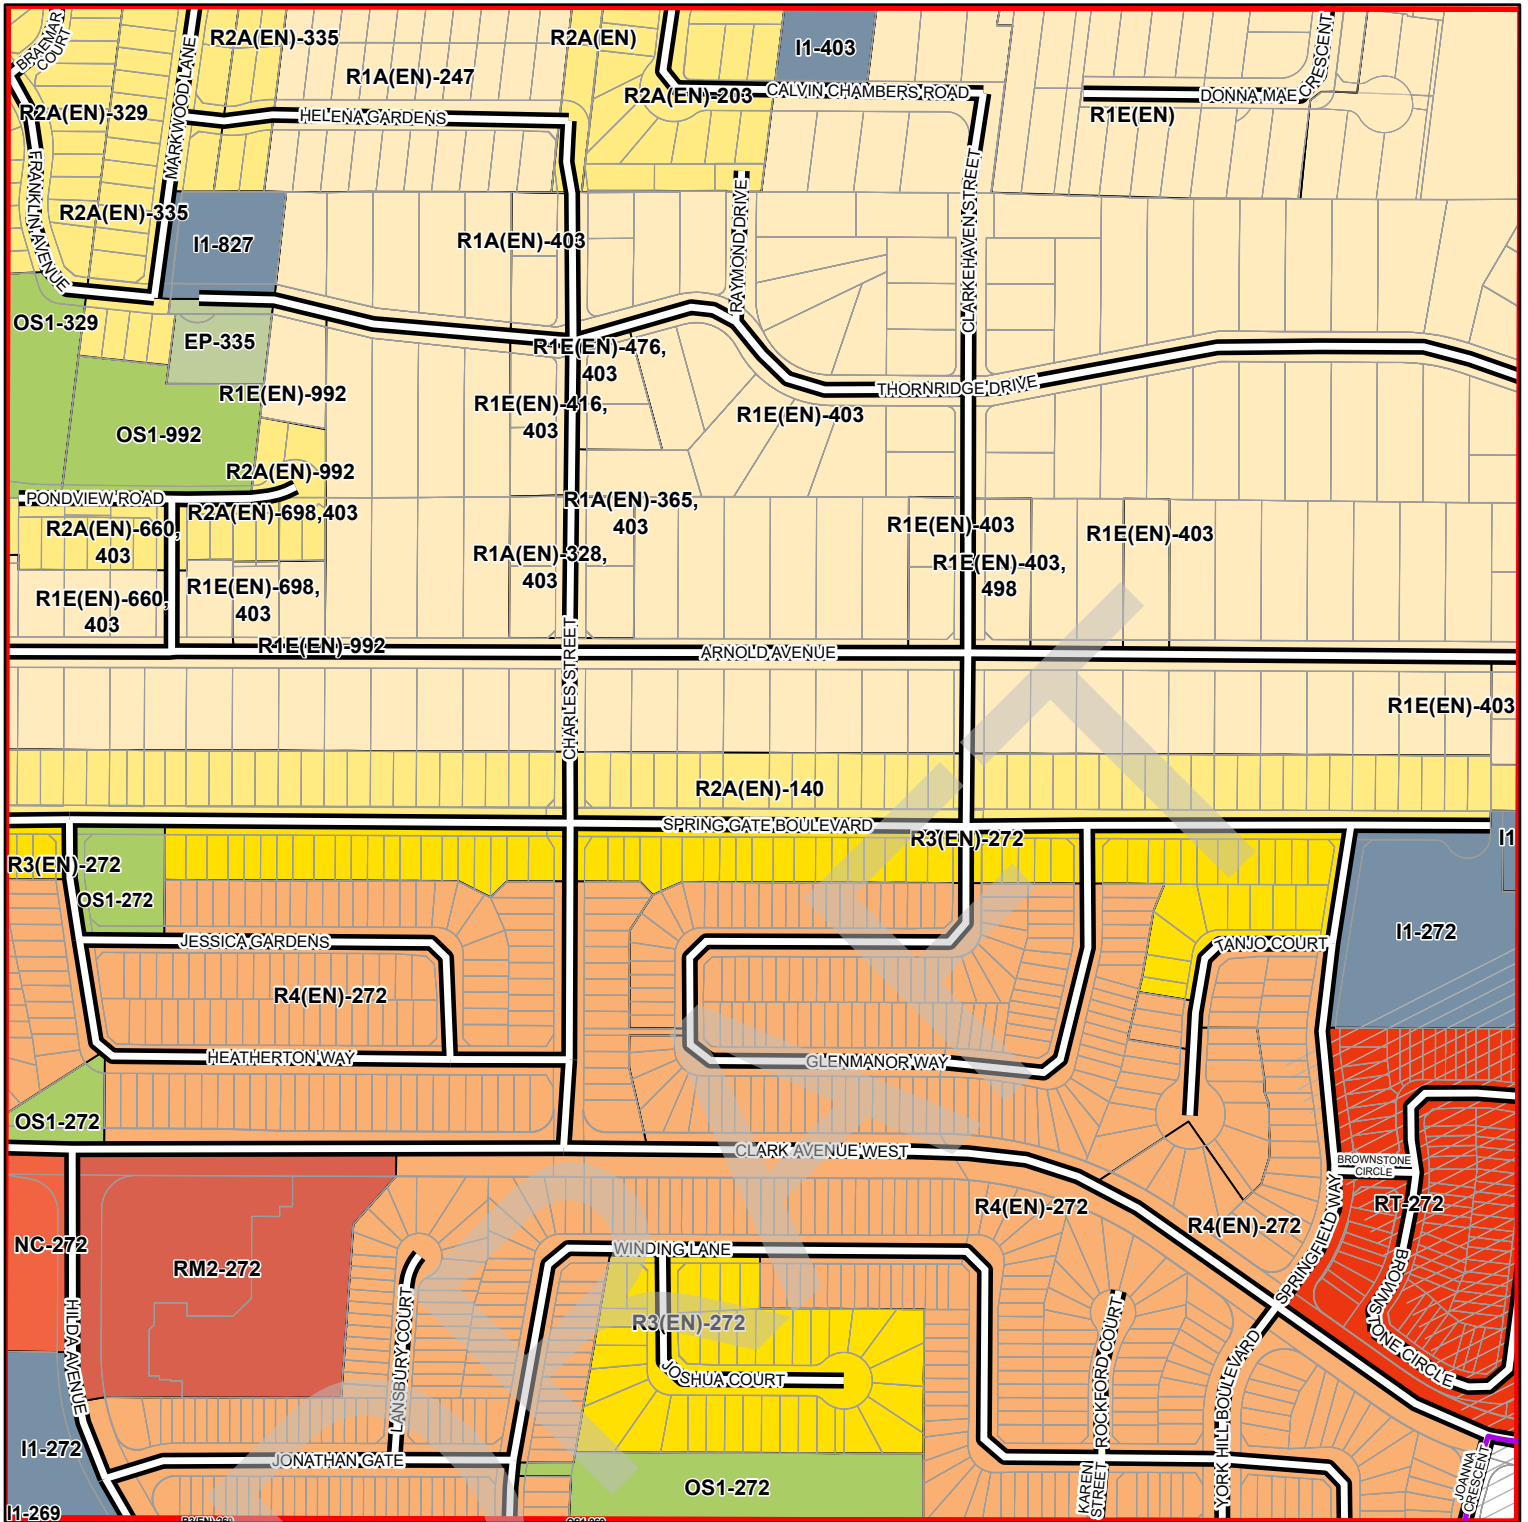 BRAEMAR
COURT
R2A(EN)-335
R2A(EN)
I1-403
CRESCENT
R1A(EN)-247
MARKWOOD LANE
R2A(EN)-203
CALVIN CHAMBERS ROAD
DONNA MAE
R2A(EN)-329
HELENA GARDENS
R1E(EN)
FRANKLIN AVENUE
R2A(EN)-335
I1-827
R1A(EN)-403
RAYMOND DRIVE
CLARKEHAVEN STREET
OS1-329
EP-335
R1E(EN)-476,
403
R1E(EN)-992
R1E(EN)-416,
403
R1E(EN)-403
THORNRIDGE DRIVE
OS1-992
R2A(EN)-992
PONDVIEW ROAD
R2A(EN)-698,403
R1A(EN)-365,
403
R2A(EN)-660,
403
R1E(EN)-403
R1E(EN)-403
R1A(EN)-328,
403
R1E(EN)-403,
498
R1E(EN)-698,
403
R1E(EN)-660,
403
R1E(EN)-992
CHARLES STREET
ARNOLD AVENUE
R1E(EN)-403
R2A(EN)-140
SPRING GATE BOULEVARD
R3(EN)-272
I1
R3(EN)-272
OS1-272
I1-272
JESSICA GARDENS
TANJO COURT
R4(EN)-272
HEATHERTON WAY
GLENMANOR WAY
OS1-272
CLARK AVENUE WEST
BROWNSTONE
CIRCLE
RT-272
R4(EN)-272
R4(EN)-272
SPRINGFIELD WAY
NC-272
RM2-272
WINDING LANE
BROWNSTONE CIRCLE
HILDA AVENUE
LANSBURY COURT
R3(EN)-272
ROCKFORD COURT
YORK HILL BOULEVARD
JOSHUA COURT
I1-272
JONATHAN GATE
OS1-272
KAREN
STREET
JOANNA
CRESCENT
I1-269
R3(EN)-269
OS1-269
DRAFT